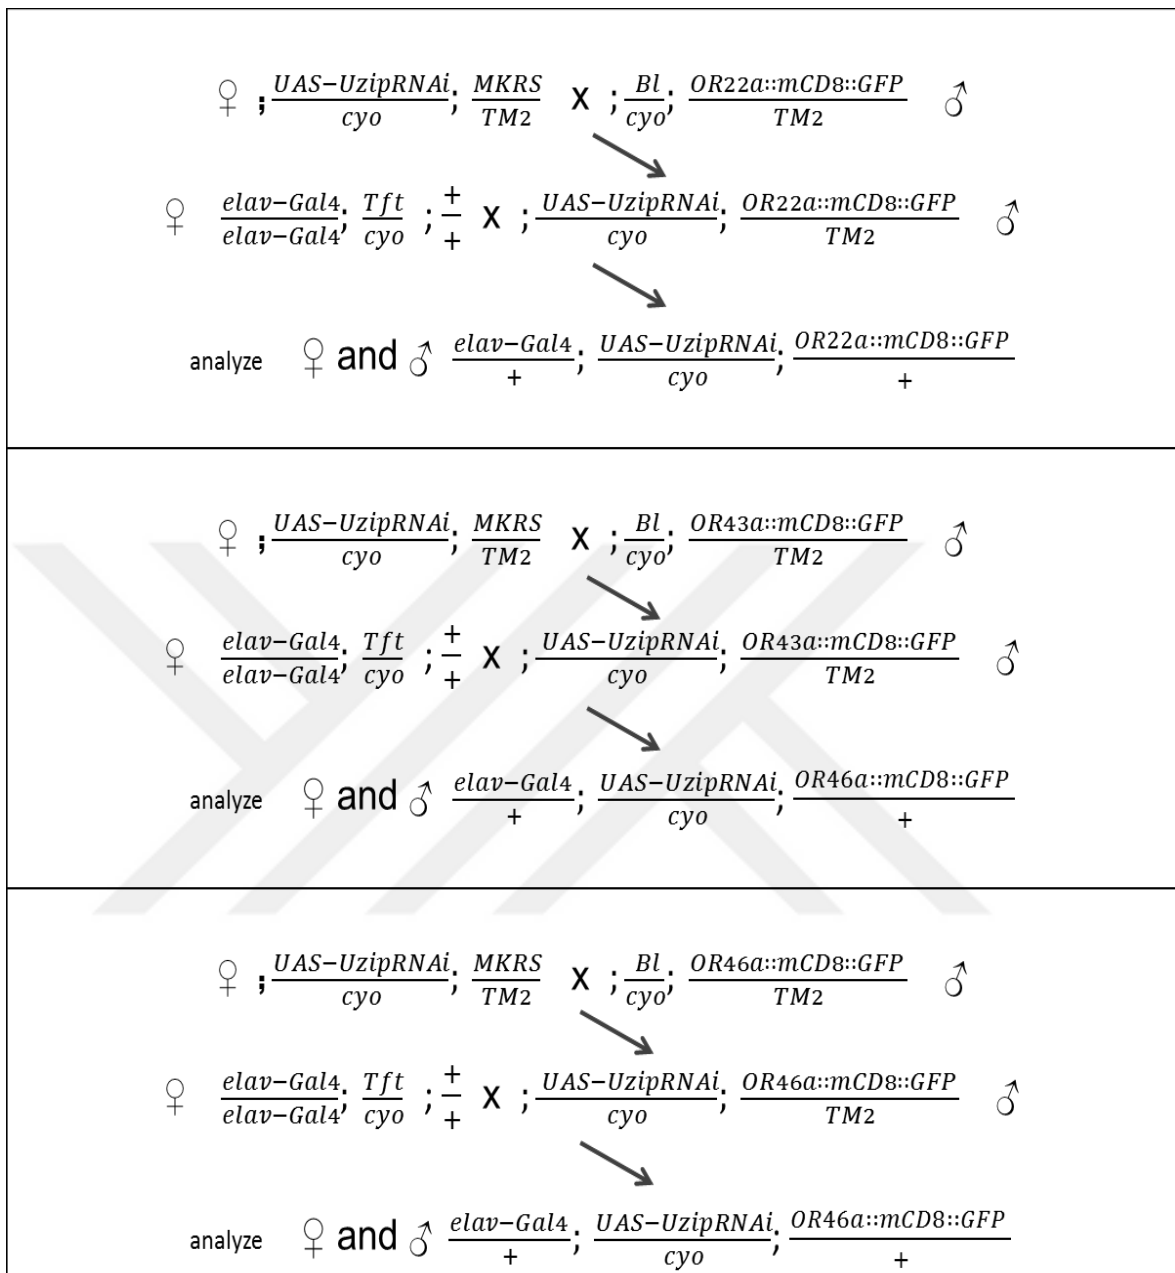 ♀ ; UAS−UzipRNAi/cyo; MKRS/TM2 X ; Bl/cyo; OR22a::mCD8::GFP/TM2 ♂
♀ elav−Gal4/elav−Gal4; Tft/cyo ; +/+ X ; UAS−UzipRNAi/cyo; OR22a::mCD8::GFP/TM2 ♂
analyze ♀ and ♂ elav−Gal4/+; UAS−UzipRNAi/cyo; OR22a::mCD8::GFP/+
♀ ; UAS−UzipRNAi/cyo; MKRS/TM2 X ; Bl/cyo; OR43a::mCD8::GFP/TM2 ♂
♀ elav−Gal4/elav−Gal4; Tft/cyo ; +/+ X ; UAS−UzipRNAi/cyo; OR43a::mCD8::GFP/TM2 ♂
analyze ♀ and ♂ elav−Gal4/+; UAS−UzipRNAi/cyo; OR46a::mCD8::GFP/+
♀ ; UAS−UzipRNAi/cyo; MKRS/TM2 X ; Bl/cyo; OR46a::mCD8::GFP/TM2 ♂
♀ elav−Gal4/elav−Gal4; Tft/cyo ; +/+ X ; UAS−UzipRNAi/cyo; OR46a::mCD8::GFP/TM2 ♂
analyze ♀ and ♂ elav−Gal4/+; UAS−UzipRNAi/cyo; OR46a::mCD8::GFP/+